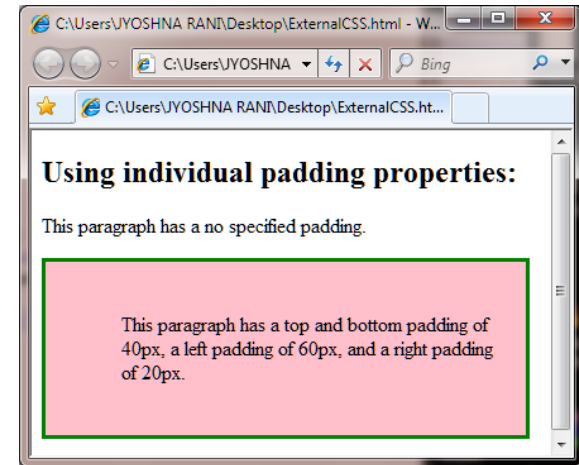 C:\Users\JYOSHNA RANI\Desktop\ExternalCSS.html - W...
C:\Users\JYOSHNA
Bing
C:\Users\JYOSHNA RANI\Desktop\ExternalCSS.ht...
Using individual padding properties:
This paragraph has a no specified padding.
This paragraph has a top and bottom padding of
40px, a left padding of 60px, and a right padding
of 20px.